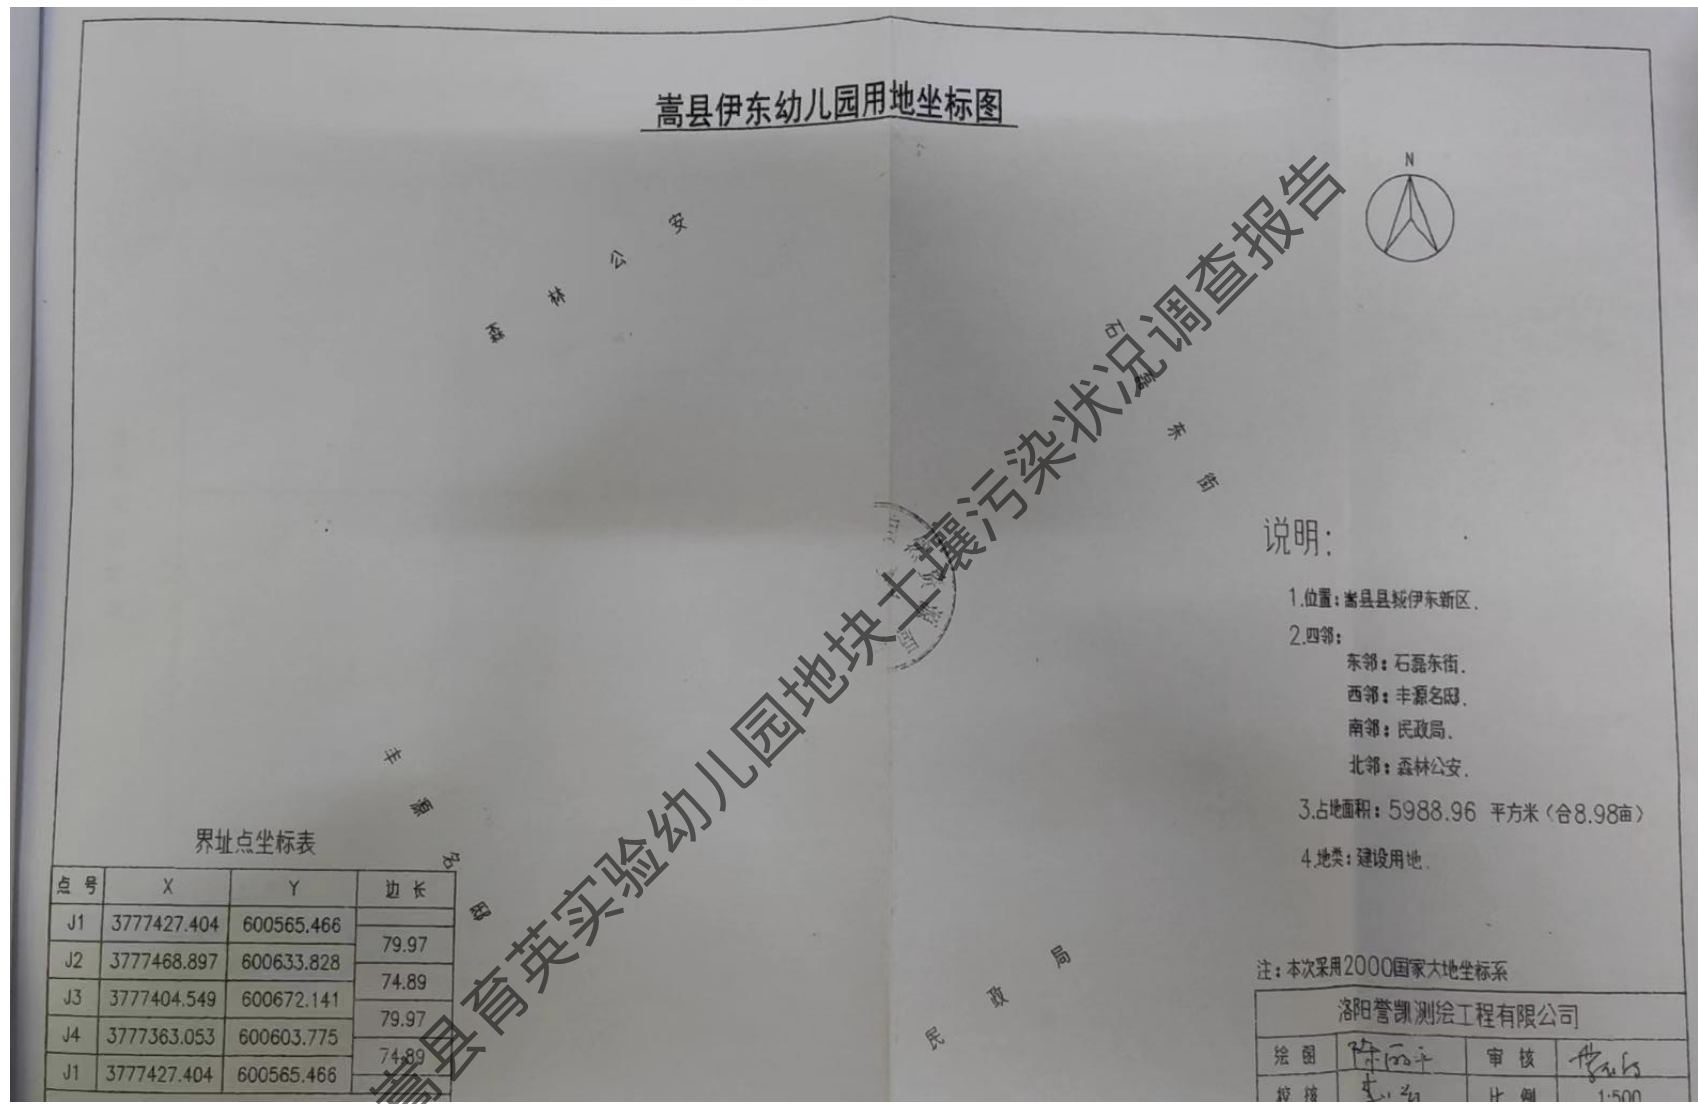 嵩县伊东幼儿园用地坐标图
N
森林公安
石磊东街
说明:
1.位置:嵩县县城伊东新区.
2.四邻:
东邻:石磊东街.
西邻:丰源名邸.
南邻:民政局.
北邻:森林公安.
3.占地面积:5988.96 平方米(合8.98亩)
4.地类:建设用地.
丰源名邸
民政局
界址点坐标表
点号 X Y 边长
J1 3777427.404 600565.466
79.97
J2 3777468.897 600633.828
74.89
J3 3777404.549 600672.141
79.97
J4 3777363.053 600603.775
74.89
J1 3777427.404 600565.466
注:本次采用2000国家大地坐标系
洛阳誉凯测绘工程有限公司
绘图 审核
校核 比例 1:500
嵩县育英实验幼儿园地块土壤污染状况调查报告